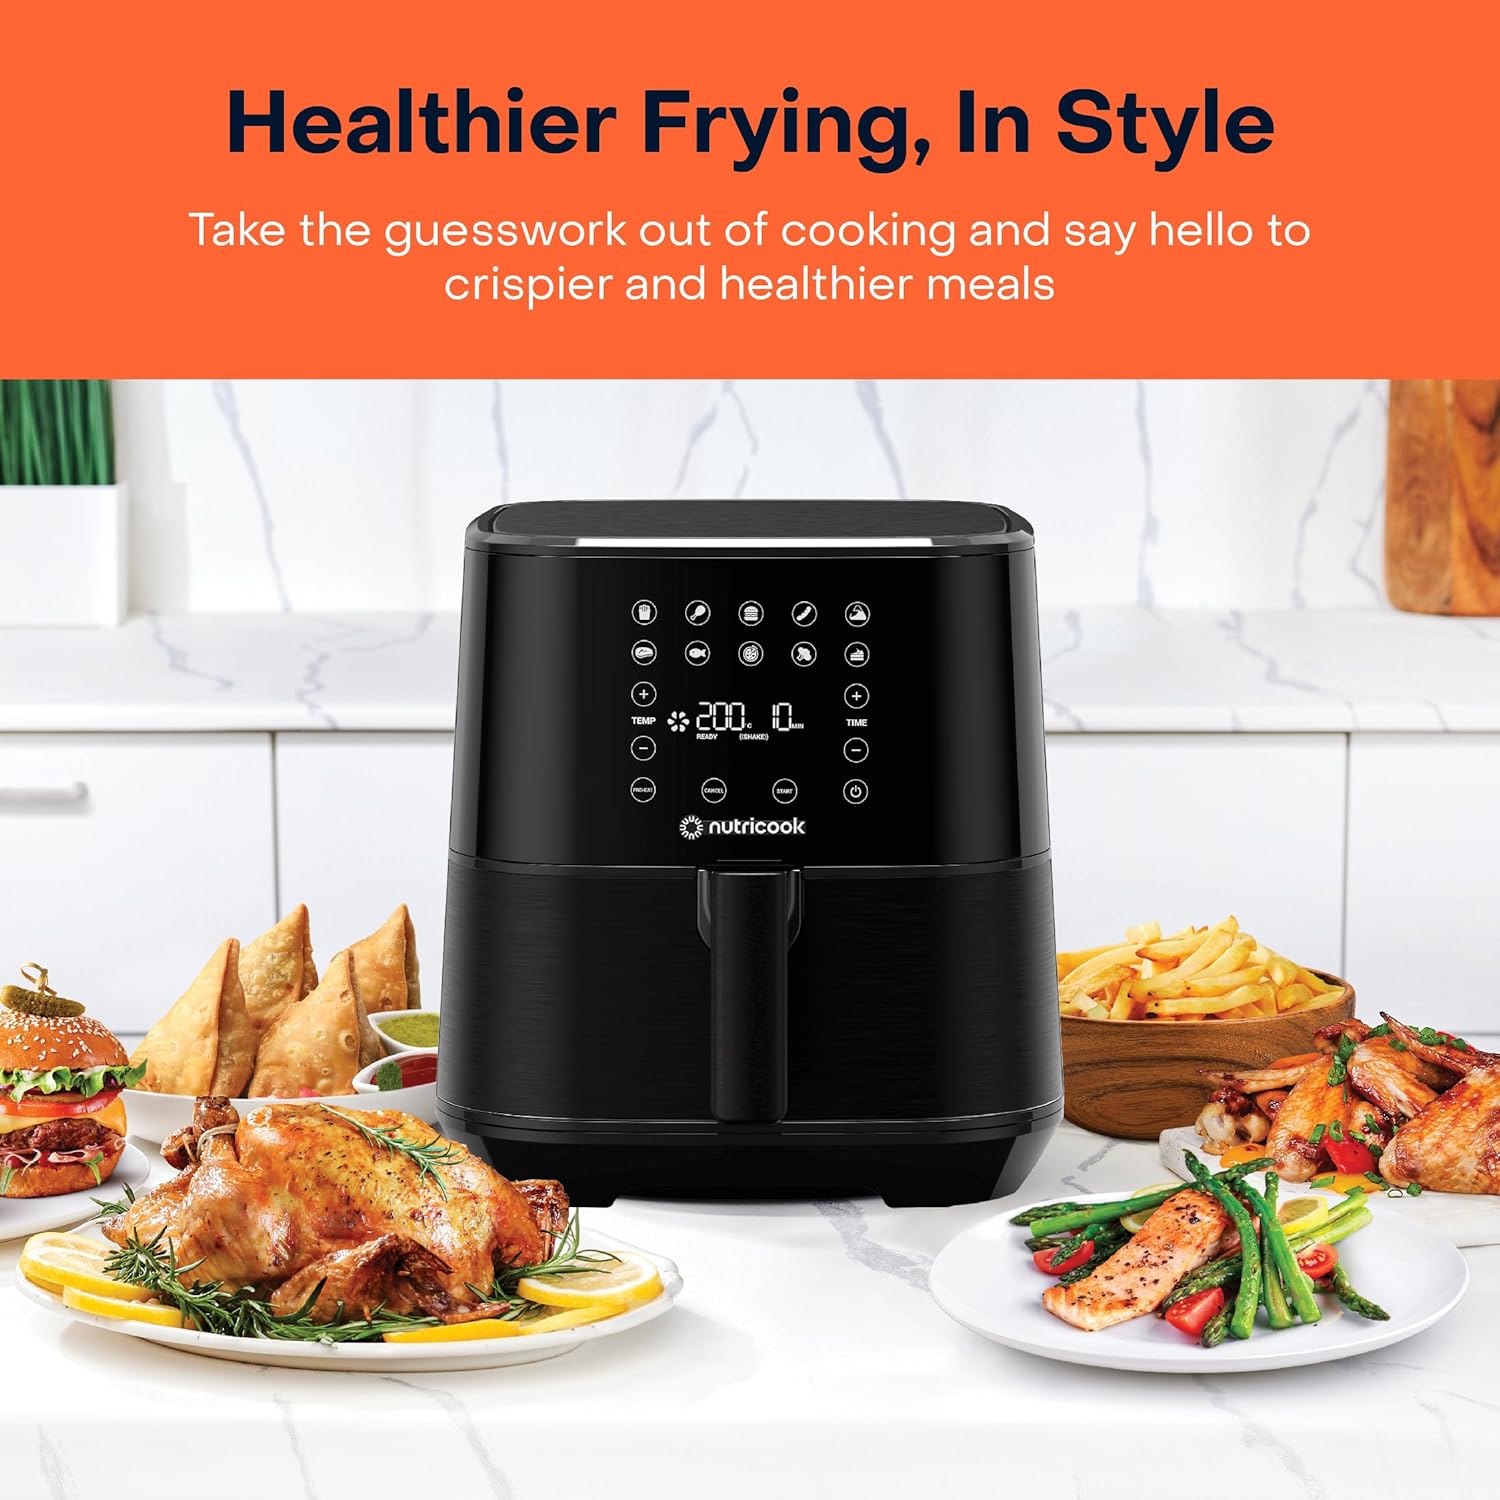 Healthier Frying, In Style
Take the guesswork out of cooking and say hello to
crispier and healthier meals
TEMP 200°C 10 MIN TIME
READY (SHAKE)
PREHEAT CANCEL START
nutricook